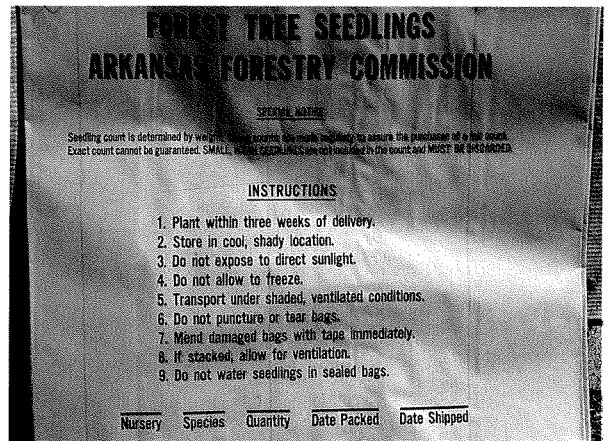 FOREST TREE SEEDLINGS
ARKANSAS FORESTRY COMMISSION
SPECIAL NOTICE
Seedling count is determined by weight. counts are made regularly to assure the purchaser of a fair count.
Exact count cannot be guaranteed. SMALL, WEAK SEEDLINGS are not included in the count and MUST BE DISCARDED.
INSTRUCTIONS
1. Plant within three weeks of delivery.
2. Store in cool, shady location.
3. Do not expose to direct sunlight.
4. Do not allow to freeze.
5. Transport under shaded, ventilated conditions.
6. Do not puncture or tear bags.
7. Mend damaged bags with tape immediately.
8. If stacked, allow for ventilation.
9. Do not water seedlings in sealed bags.
Nursery Species Quantity Date Packed Date Shipped